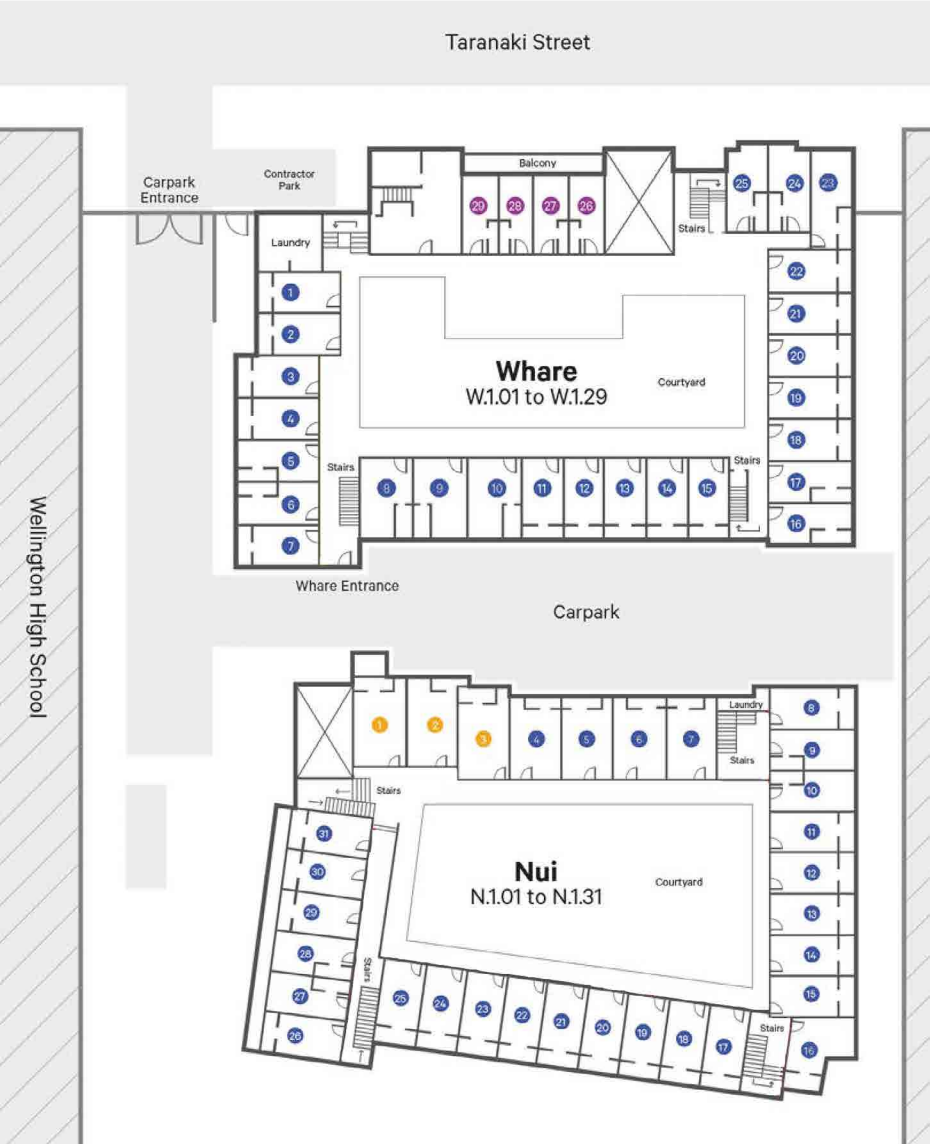 Taranaki Street
Carpark
Entrance
Contractor
Park
Balcony
29
28
27
26
Stairs
25
24
23
Laundry
1
2
3
4
5
6
7
22
21
20
19
18
17
16
Whare
W.1.01 to W.1.29
Courtyard
Stairs
8
9
10
11
12
13
14
15
Stairs
Whare Entrance
Carpark
Wellington High School
1
2
3
4
5
6
7
Laundry
Stairs
8
9
10
11
12
13
14
15
16
Stairs
31
30
29
28
27
26
Stairs
Nui
N.1.01 to N.1.31
Courtyard
25
24
23
22
21
20
19
18
17
Stairs